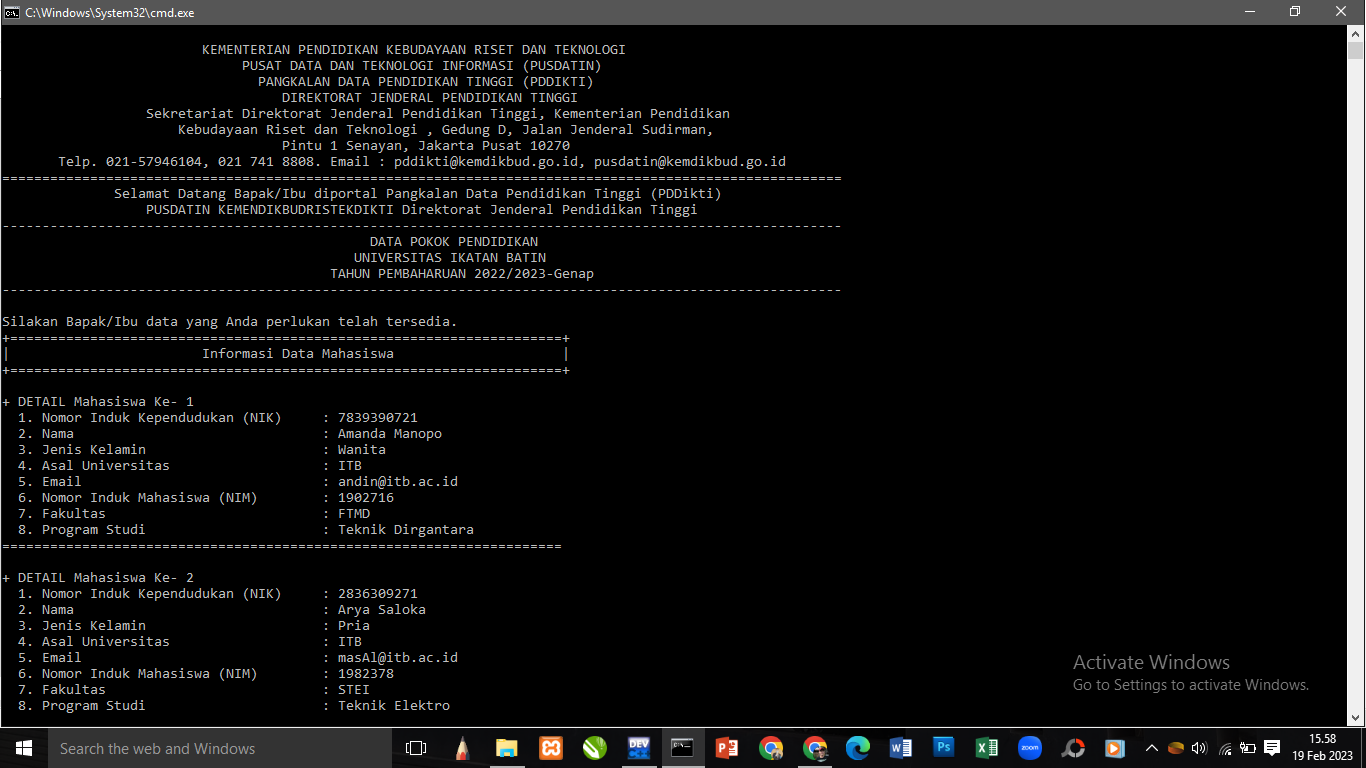 C:\Windows\System32\cmd.exe
KEMENTERIAN PENDIDIKAN KEBUDAYAAN RISET DAN TEKNOLOGI
PUSAT DATA DAN TEKNOLOGI INFORMASI (PUSDATIN)
PANGKALAN DATA PENDIDIKAN TINGGI (PDDIKTI)
DIREKTORAT JENDERAL PENDIDIKAN TINGGI
Sekretariat Direktorat Jenderal Pendidikan Tinggi, Kementerian Pendidikan
Kebudayaan Riset dan Teknologi , Gedung D, Jalan Jenderal Sudirman,
Pintu 1 Senayan, Jakarta Pusat 10270
Telp. 021-57946104, 021 741 8808. Email : pddikti@kemdikbud.go.id, pusdatin@kemdikbud.go.id
=========================================================================================================
Selamat Datang Bapak/Ibu diportal Pangkalan Data Pendidikan Tinggi (PDDikti)
PUSDATIN KEMENDIKBUDRISTEKDIKTI Direktorat Jenderal Pendidikan Tinggi
---------------------------------------------------------------------------------------------------------
DATA POKOK PENDIDIKAN
UNIVERSITAS IKATAN BATIN
TAHUN PEMBAHARUAN 2022/2023-Genap
---------------------------------------------------------------------------------------------------------
Silakan Bapak/Ibu data yang Anda perlukan telah tersedia.
+=====================================================================+
| Informasi Data Mahasiswa |
+=====================================================================+
+ DETAIL Mahasiswa Ke- 1
1. Nomor Induk Kependudukan (NIK) : 7839390721
2. Nama : Amanda Manopo
3. Jenis Kelamin : Wanita
4. Asal Universitas : ITB
5. Email : andin@itb.ac.id
6. Nomor Induk Mahasiswa (NIM) : 1902716
7. Fakultas : FTMD
8. Program Studi : Teknik Dirgantara
======================================================================
+ DETAIL Mahasiswa Ke- 2
1. Nomor Induk Kependudukan (NIK) : 2836309271
2. Nama : Arya Saloka
3. Jenis Kelamin : Pria
4. Asal Universitas : ITB
5. Email : masAl@itb.ac.id
6. Nomor Induk Mahasiswa (NIM) : 1982378
7. Fakultas : STEI
8. Program Studi : Teknik Elektro
Activate Windows
Go to Settings to activate Windows.
Search the web and Windows
DEV
zoom
Ps
15.58
19 Feb 2023